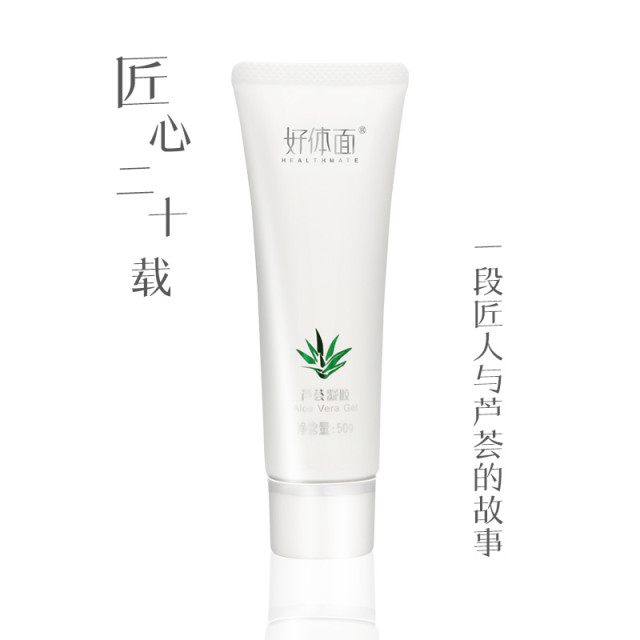 匠心二十载
好体面®
HEALTHMATE
芦荟凝胶
Aloe Vera Gel
净含量:50g
一段匠人与芦荟的故事